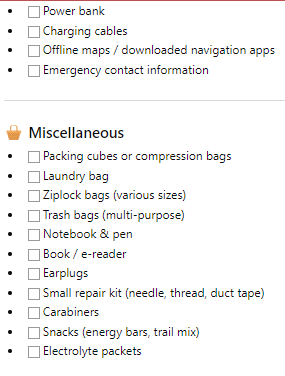 Power bank
Charging cables
Offline maps / downloaded navigation apps
Emergency contact information
Miscellaneous
Packing cubes or compression bags
Laundry bag
Ziplock bags (various sizes)
Trash bags (multi-purpose)
Notebook & pen
Book / e-reader
Earplugs
Small repair kit (needle, thread, duct tape)
Carabiners
Snacks (energy bars, trail mix)
Electrolyte packets